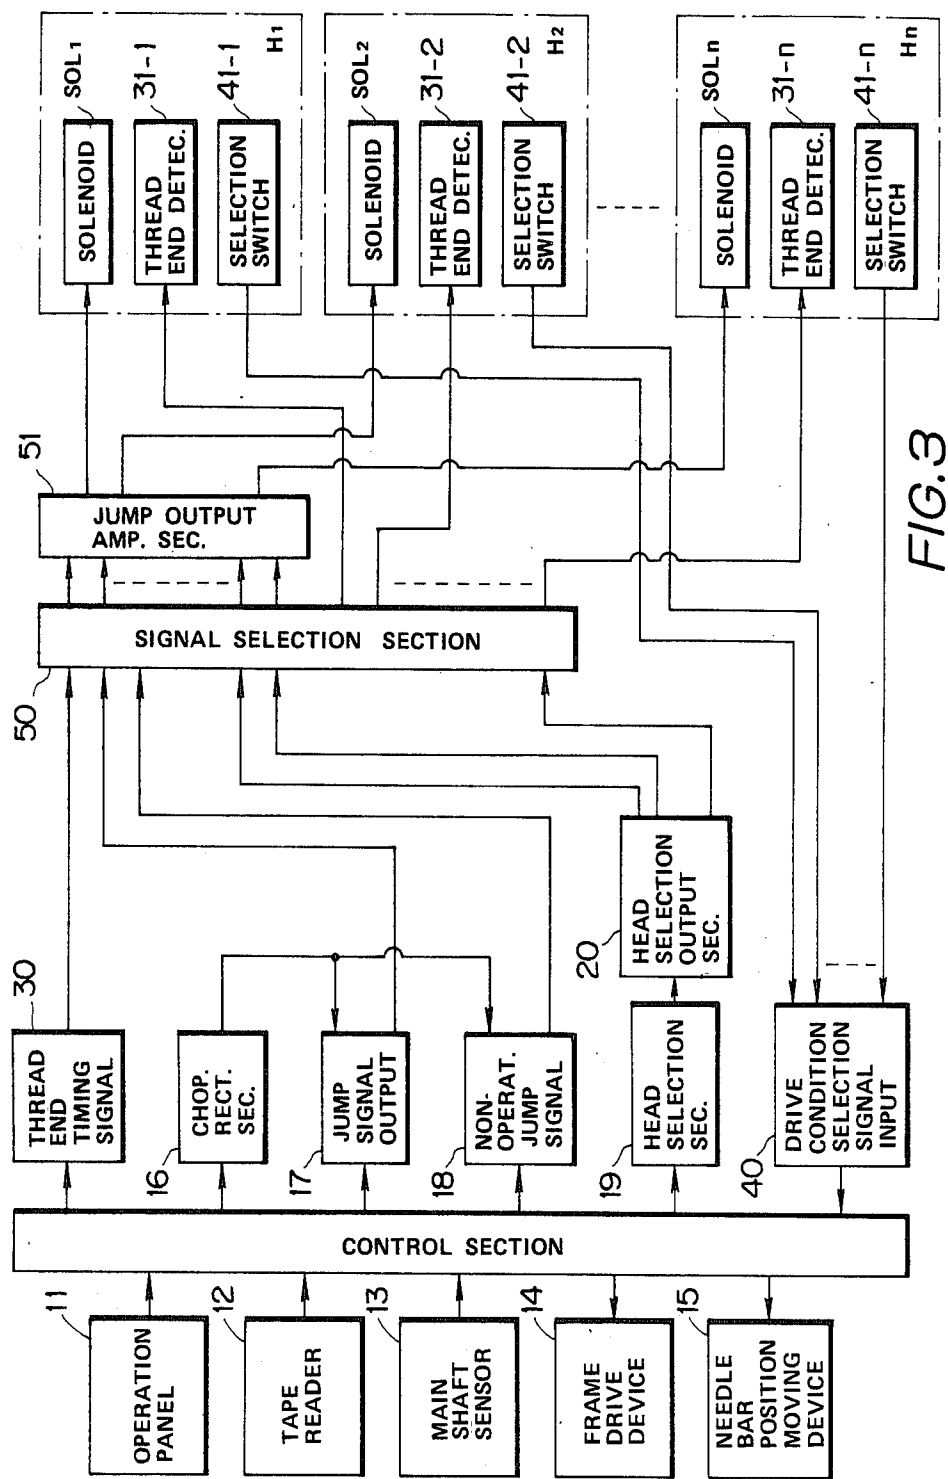 11
OPERATION
PANEL
12
TAPE
READER
13
MAIN
SHAFT
SENSOR
14
FRAME
DRIVE
DEVICE
15
NEEDLE
BAR
POSITION
MOVING
DEVICE
CONTROL SECTION
30
THREAD
END
TIMING
SIGNAL
16
CHOP.
RECT.
SEC.
17
JUMP
SIGNAL
OUTPUT
18
NON-
OPERAT.
JUMP
SIGNAL
19
HEAD
SELECTION
SEC.
20
HEAD
SELECTION
OUTPUT
SEC.
40
DRIVE
CONDITION
SELECTION
SIGNAL
INPUT
50
SIGNAL SELECTION SECTION
51
JUMP OUTPUT
AMP. SEC.
SOLENOID
SOL1
THREAD
END DETEC.
31-1
SELECTION
SWITCH
41-1
H1
SOLENOID
SOL2
THREAD
END DETEC.
31-2
SELECTION
SWITCH
41-2
H2
SOLENOID
SOLn
THREAD
END DETEC.
31-n
SELECTION
SWITCH
41-n
Hn
FIG.3